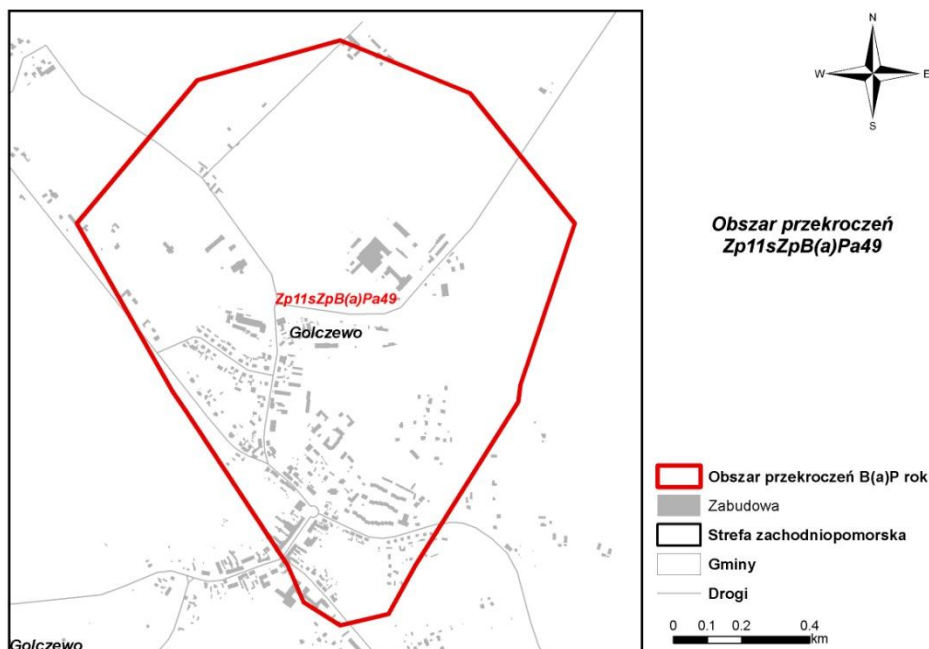 N
W E
S
Obszar przekroczeń
Zp11sZpB(a)Pa49
Zp11sZpB(a)Pa49
Golczewo
Golczewo
Obszar przekroczeń B(a)P rok
Zabudowa
Strefa zachodniopomorska
Gminy
Drogi
0 0.1 0.2 0.4
km